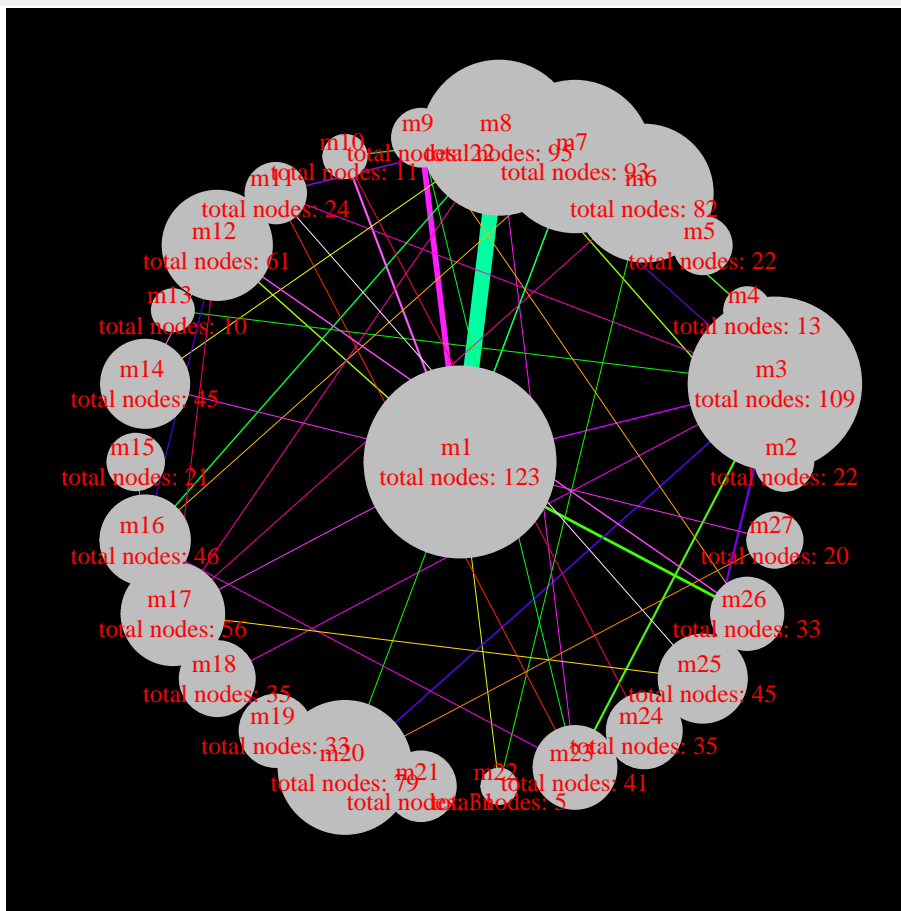 m1
total nodes: 123
m2
total nodes: 22
m3
total nodes: 109
m4
total nodes: 13
m5
total nodes: 22
m6
total nodes: 82
m7
total nodes: 93
m8
total nodes: 95
m9
total nodes: 22
m10
total nodes: 11
m11
total nodes: 24
m12
total nodes: 61
m13
total nodes: 10
m14
total nodes: 45
m15
total nodes: 21
m16
total nodes: 46
m17
total nodes: 56
m18
total nodes: 35
m19
total nodes: 33
m20
total nodes: 79
m21
total nodes:
m22
total nodes: 5
m23
total nodes: 41
m24
total nodes: 35
m25
total nodes: 45
m26
total nodes: 33
m27
total nodes: 20